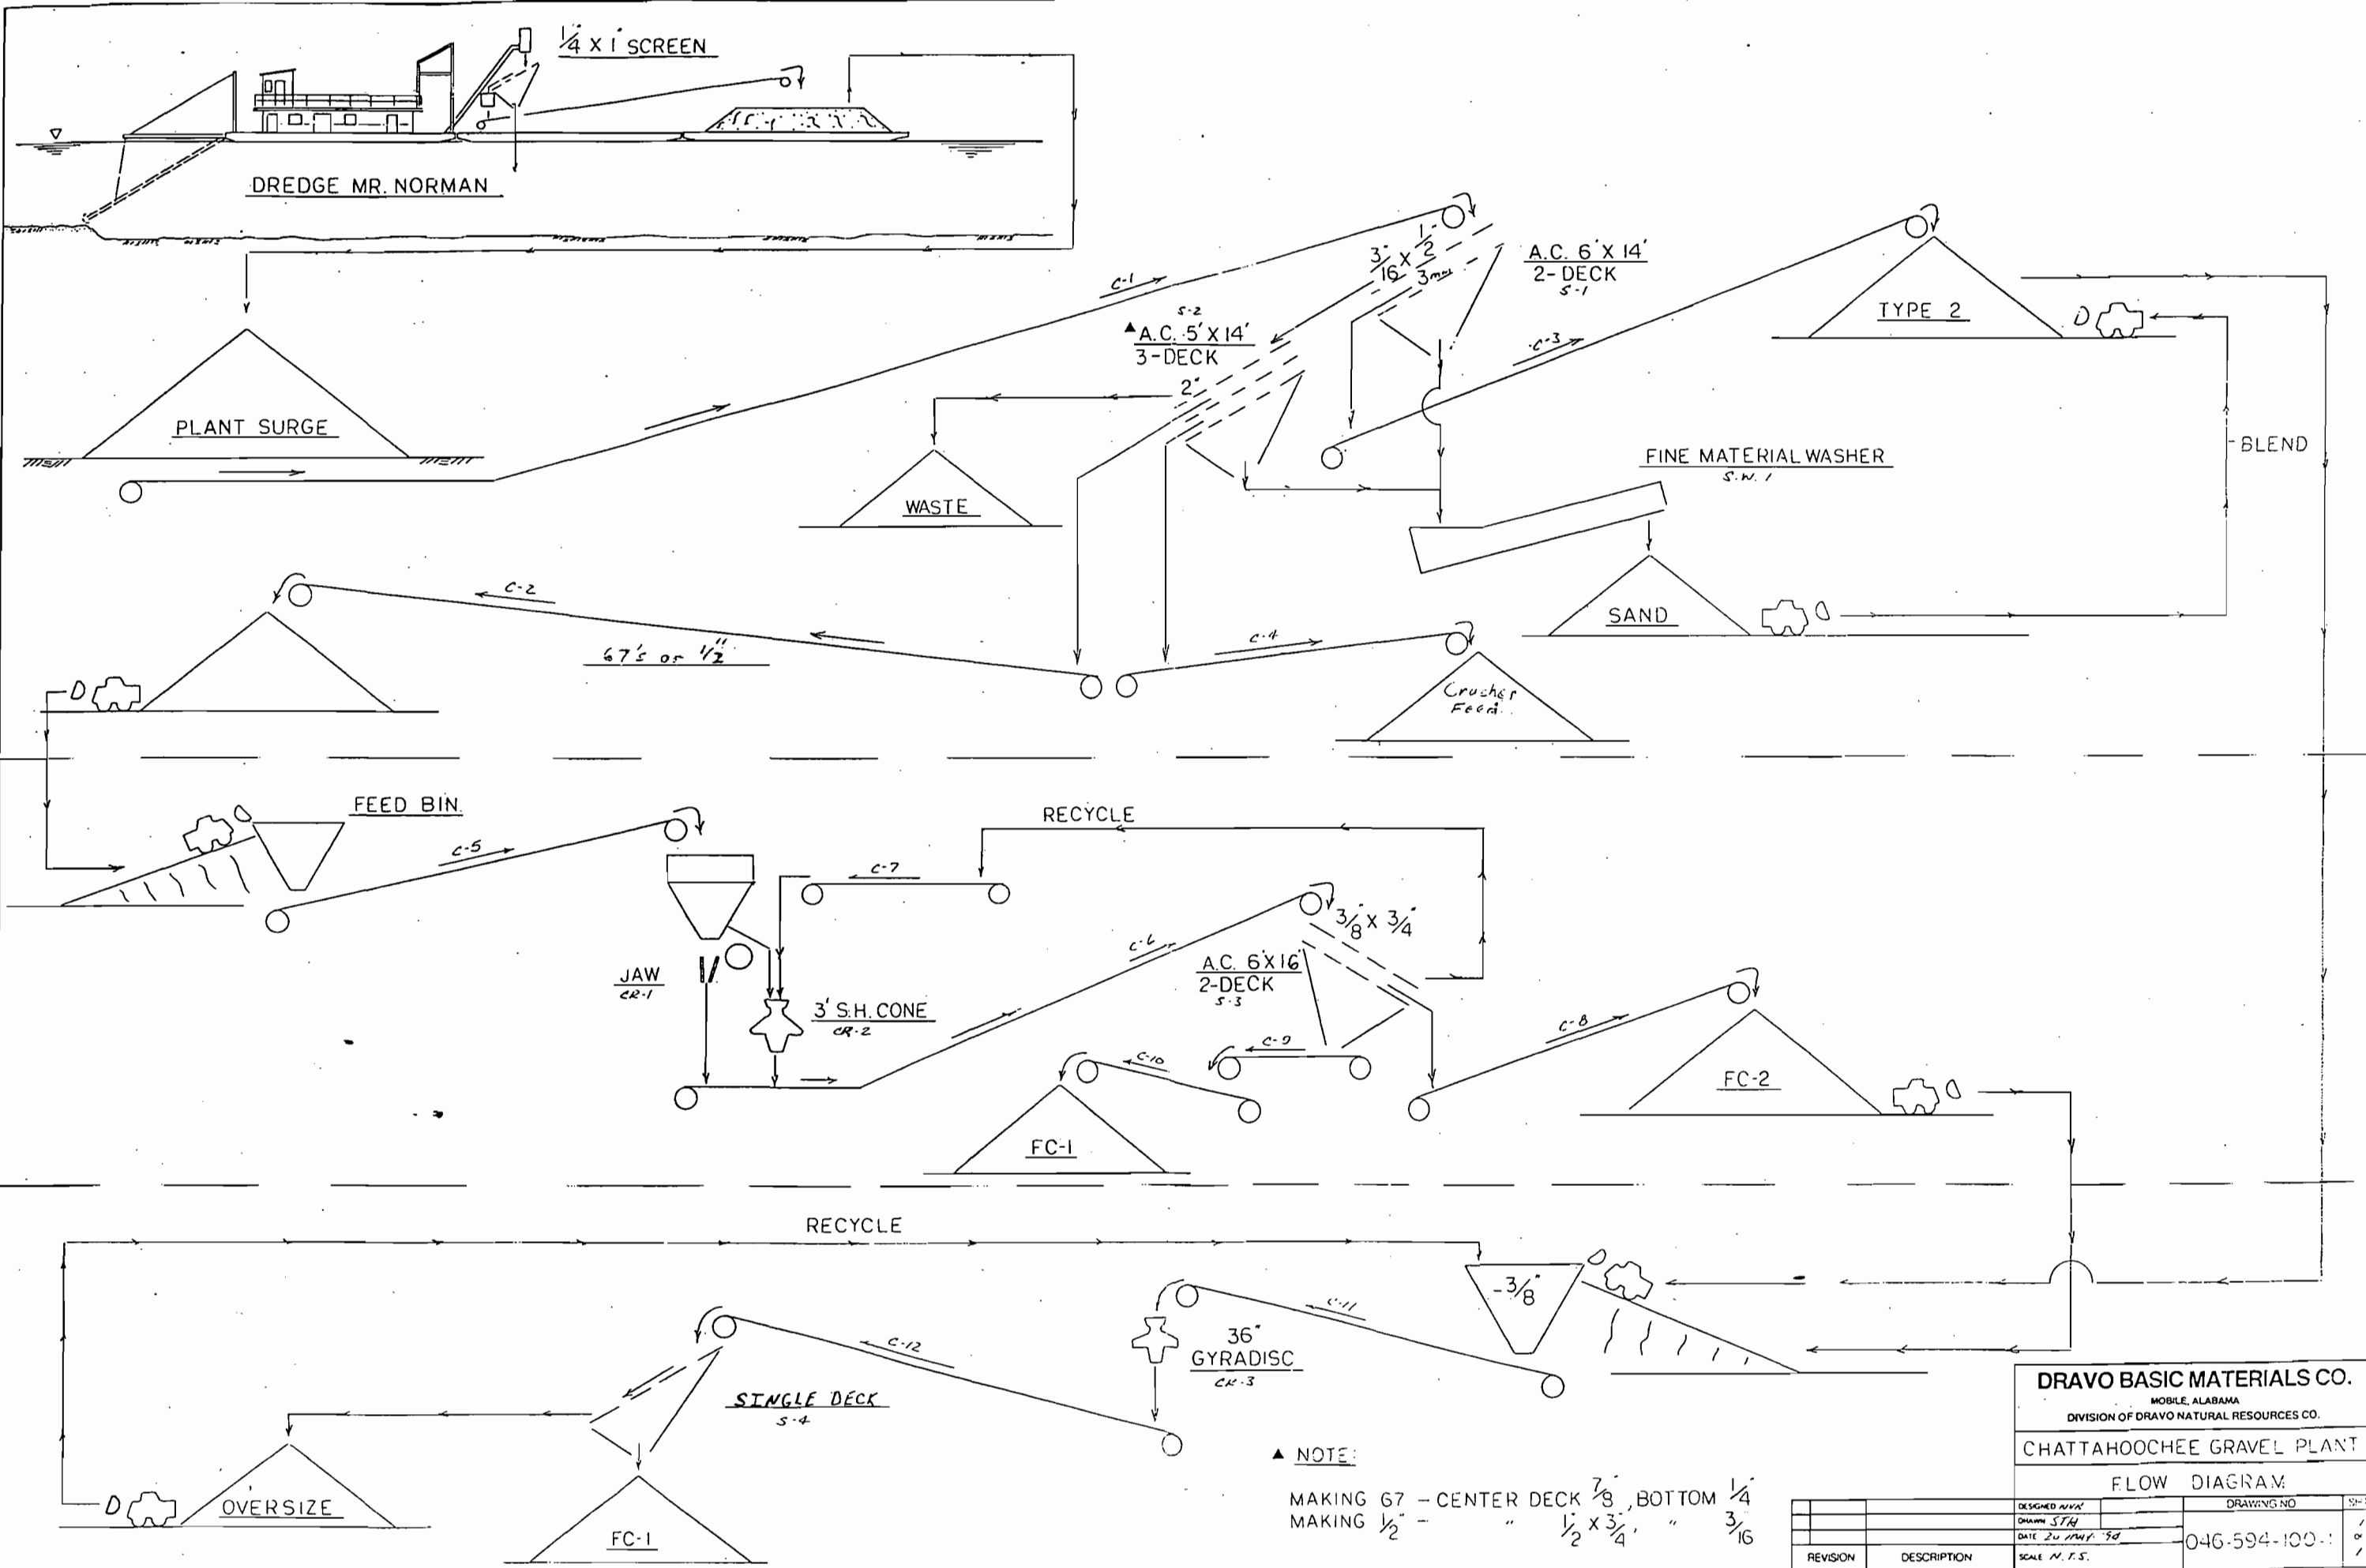 1/4" X 1" SCREEN
DREDGE MR. NORMAN
C-1
3/16" X 1/2"
3mm
A.C. 6' X 14'
2-DECK
S-1
S-2
▲ A.C. 5' X 14'
3-DECK
2"
C-3
TYPE 2
BLEND
PLANT SURGE
WASTE
FINE MATERIAL WASHER
S.W. 1
SAND
C-2
67's or 1/2"
C-4
Crusher
Feed
FEED BIN
C-5
RECYCLE
C-7
JAW
CR-1
3' S.H. CONE
CR-2
C-6
3/8" X 3/4"
A.C. 6' X 16'
2-DECK
S-3
C-9
C-10
C-8
FC-1
FC-2
RECYCLE
-3/8"
C-11
36"
GYRADISC
CR-3
C-12
SINGLE DECK
S-4
OVERSIZE
FC-1
▲ NOTE:
MAKING 67 - CENTER DECK 7/8", BOTTOM 1/4"
MAKING 1/2" - " 1/2" X 3/4", " 3/16
DRAVO BASIC MATERIALS CO.
MOBILE, ALABAMA
DIVISION OF DRAVO NATURAL RESOURCES CO.
CHATTAHOOCHEE GRAVEL PLANT
FLOW DIAGRAM
DESIGNED
DRAWING NO
DRAWN STH
DATE 20
046-594-100-
REVISION DESCRIPTION
SCALE N.T.S.